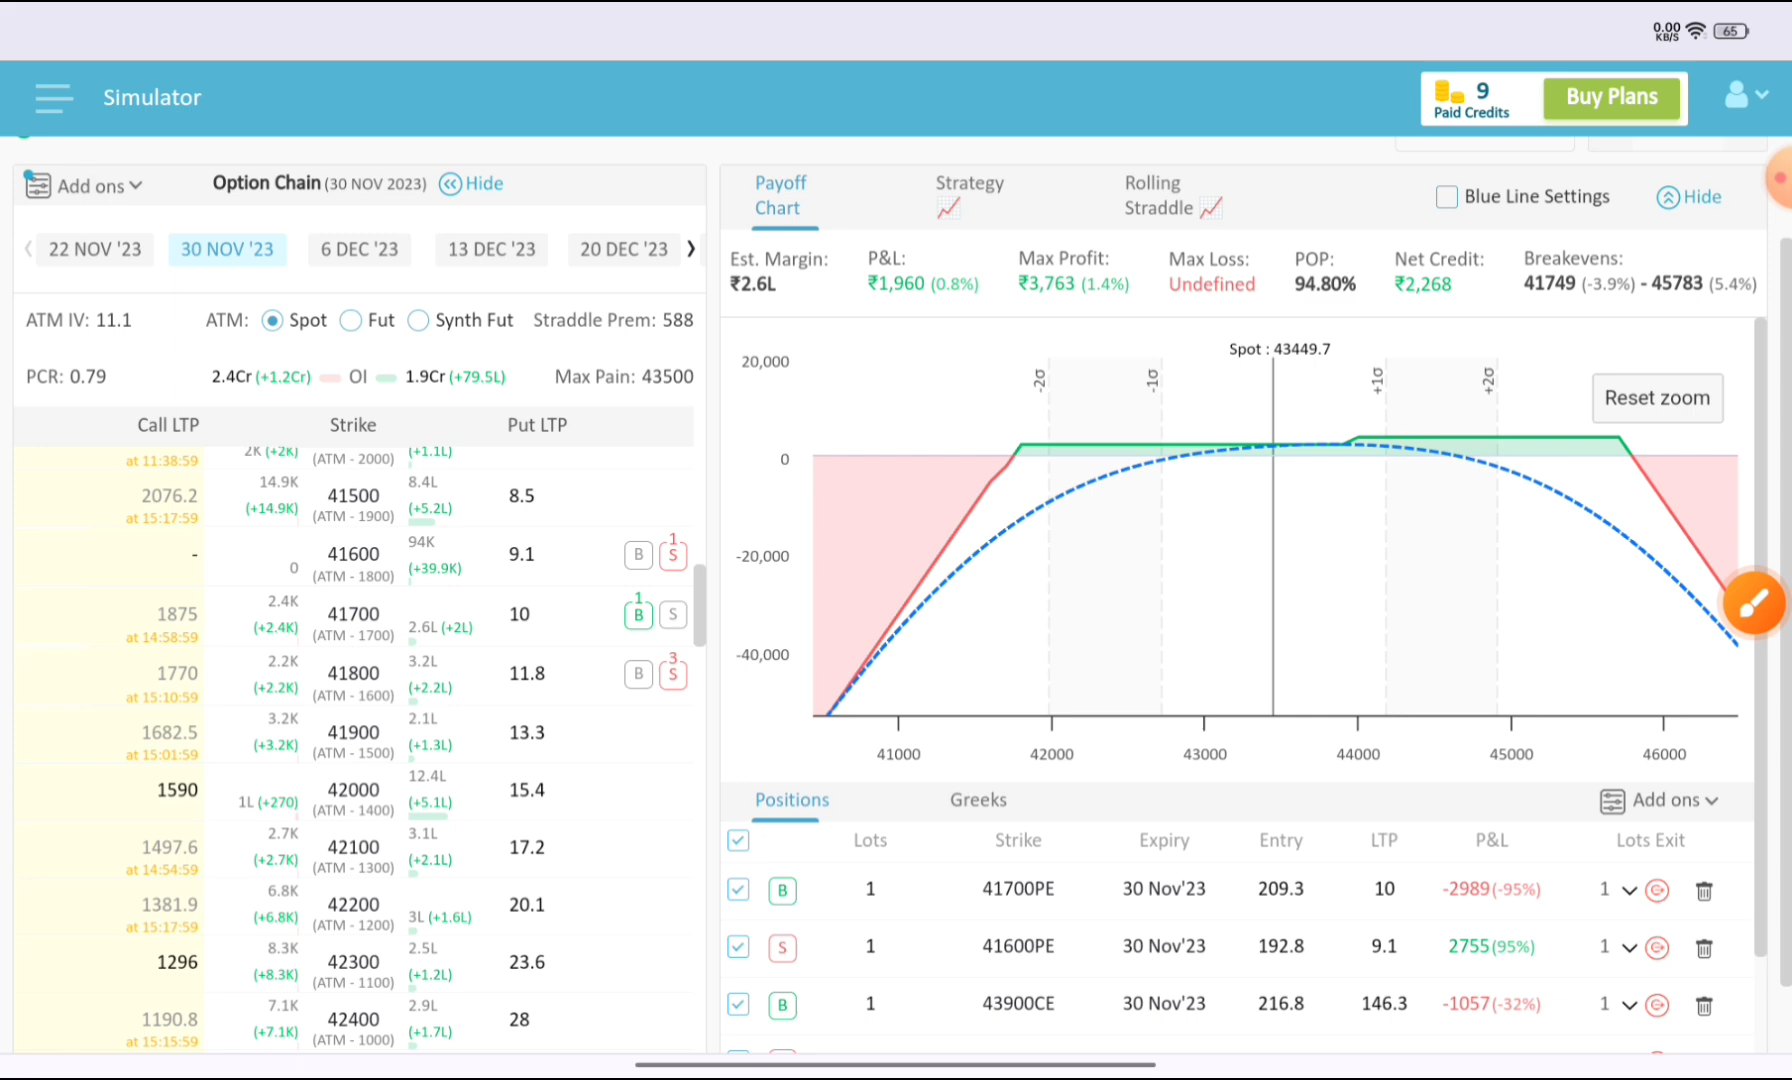 0.00
KB/S
65
Simulator
9
Paid Credits
Buy Plans
Add ons
Option Chain (30 NOV 2023)
Hide
22 NOV '23
30 NOV '23
6 DEC '23
13 DEC '23
20 DEC '23
ATM IV: 11.1
ATM:
Spot
Fut
Synth Fut
Straddle Prem: 588
PCR: 0.79
2.4Cr (+1.2Cr)
OI
1.9Cr (+79.5L)
Max Pain: 43500
Call LTP
Strike
Put LTP
at 11:38:59
2K (+2K)
(ATM - 2000)
(+1.1L)
2076.2
at 15:17:59
14.9K
(+14.9K)
41500
(ATM - 1900)
8.4L
(+5.2L)
8.5
-
0
41600
(ATM - 1800)
94K
(+39.9K)
9.1
B
1
S
1875
at 14:58:59
2.4K
(+2.4K)
41700
(ATM - 1700)
2.6L (+2L)
10
1
B
S
1770
at 15:10:59
2.2K
(+2.2K)
41800
(ATM - 1600)
3.2L
(+2.2L)
11.8
B
3
S
1682.5
at 15:01:59
3.2K
(+3.2K)
41900
(ATM - 1500)
2.1L
(+1.3L)
13.3
1590
1L (+270)
42000
(ATM - 1400)
12.4L
(+5.1L)
15.4
1497.6
at 14:54:59
2.7K
(+2.7K)
42100
(ATM - 1300)
3.1L
(+2.1L)
17.2
1381.9
at 15:17:59
6.8K
(+6.8K)
42200
(ATM - 1200)
3L (+1.6L)
20.1
1296
8.3K
(+8.3K)
42300
(ATM - 1100)
2.5L
(+1.2L)
23.6
1190.8
at 15:15:59
7.1K
(+7.1K)
42400
(ATM - 1000)
2.9L
(+1.7L)
28
Payoff
Chart
Strategy
Rolling
Straddle
Blue Line Settings
Hide
Est. Margin:
₹2.6L
P&L:
₹1,960 (0.8%)
Max Profit:
₹3,763 (1.4%)
Max Loss:
Undefined
POP:
94.80%
Net Credit:
₹2,268
Breakevens:
41749 (-3.9%) - 45783 (5.4%)
Spot : 43449.7
20,000
0
-20,000
-40,000
-2σ
-1σ
+1σ
+2σ
Reset zoom
41000
42000
43000
44000
45000
46000
Positions
Greeks
Add ons
Lots
Strike
Expiry
Entry
LTP
P&L
Lots Exit
B
1
41700PE
30 Nov'23
209.3
10
-2989(-95%)
1
S
1
41600PE
30 Nov'23
192.8
9.1
2755(95%)
1
B
1
43900CE
30 Nov'23
216.8
146.3
-1057(-32%)
1